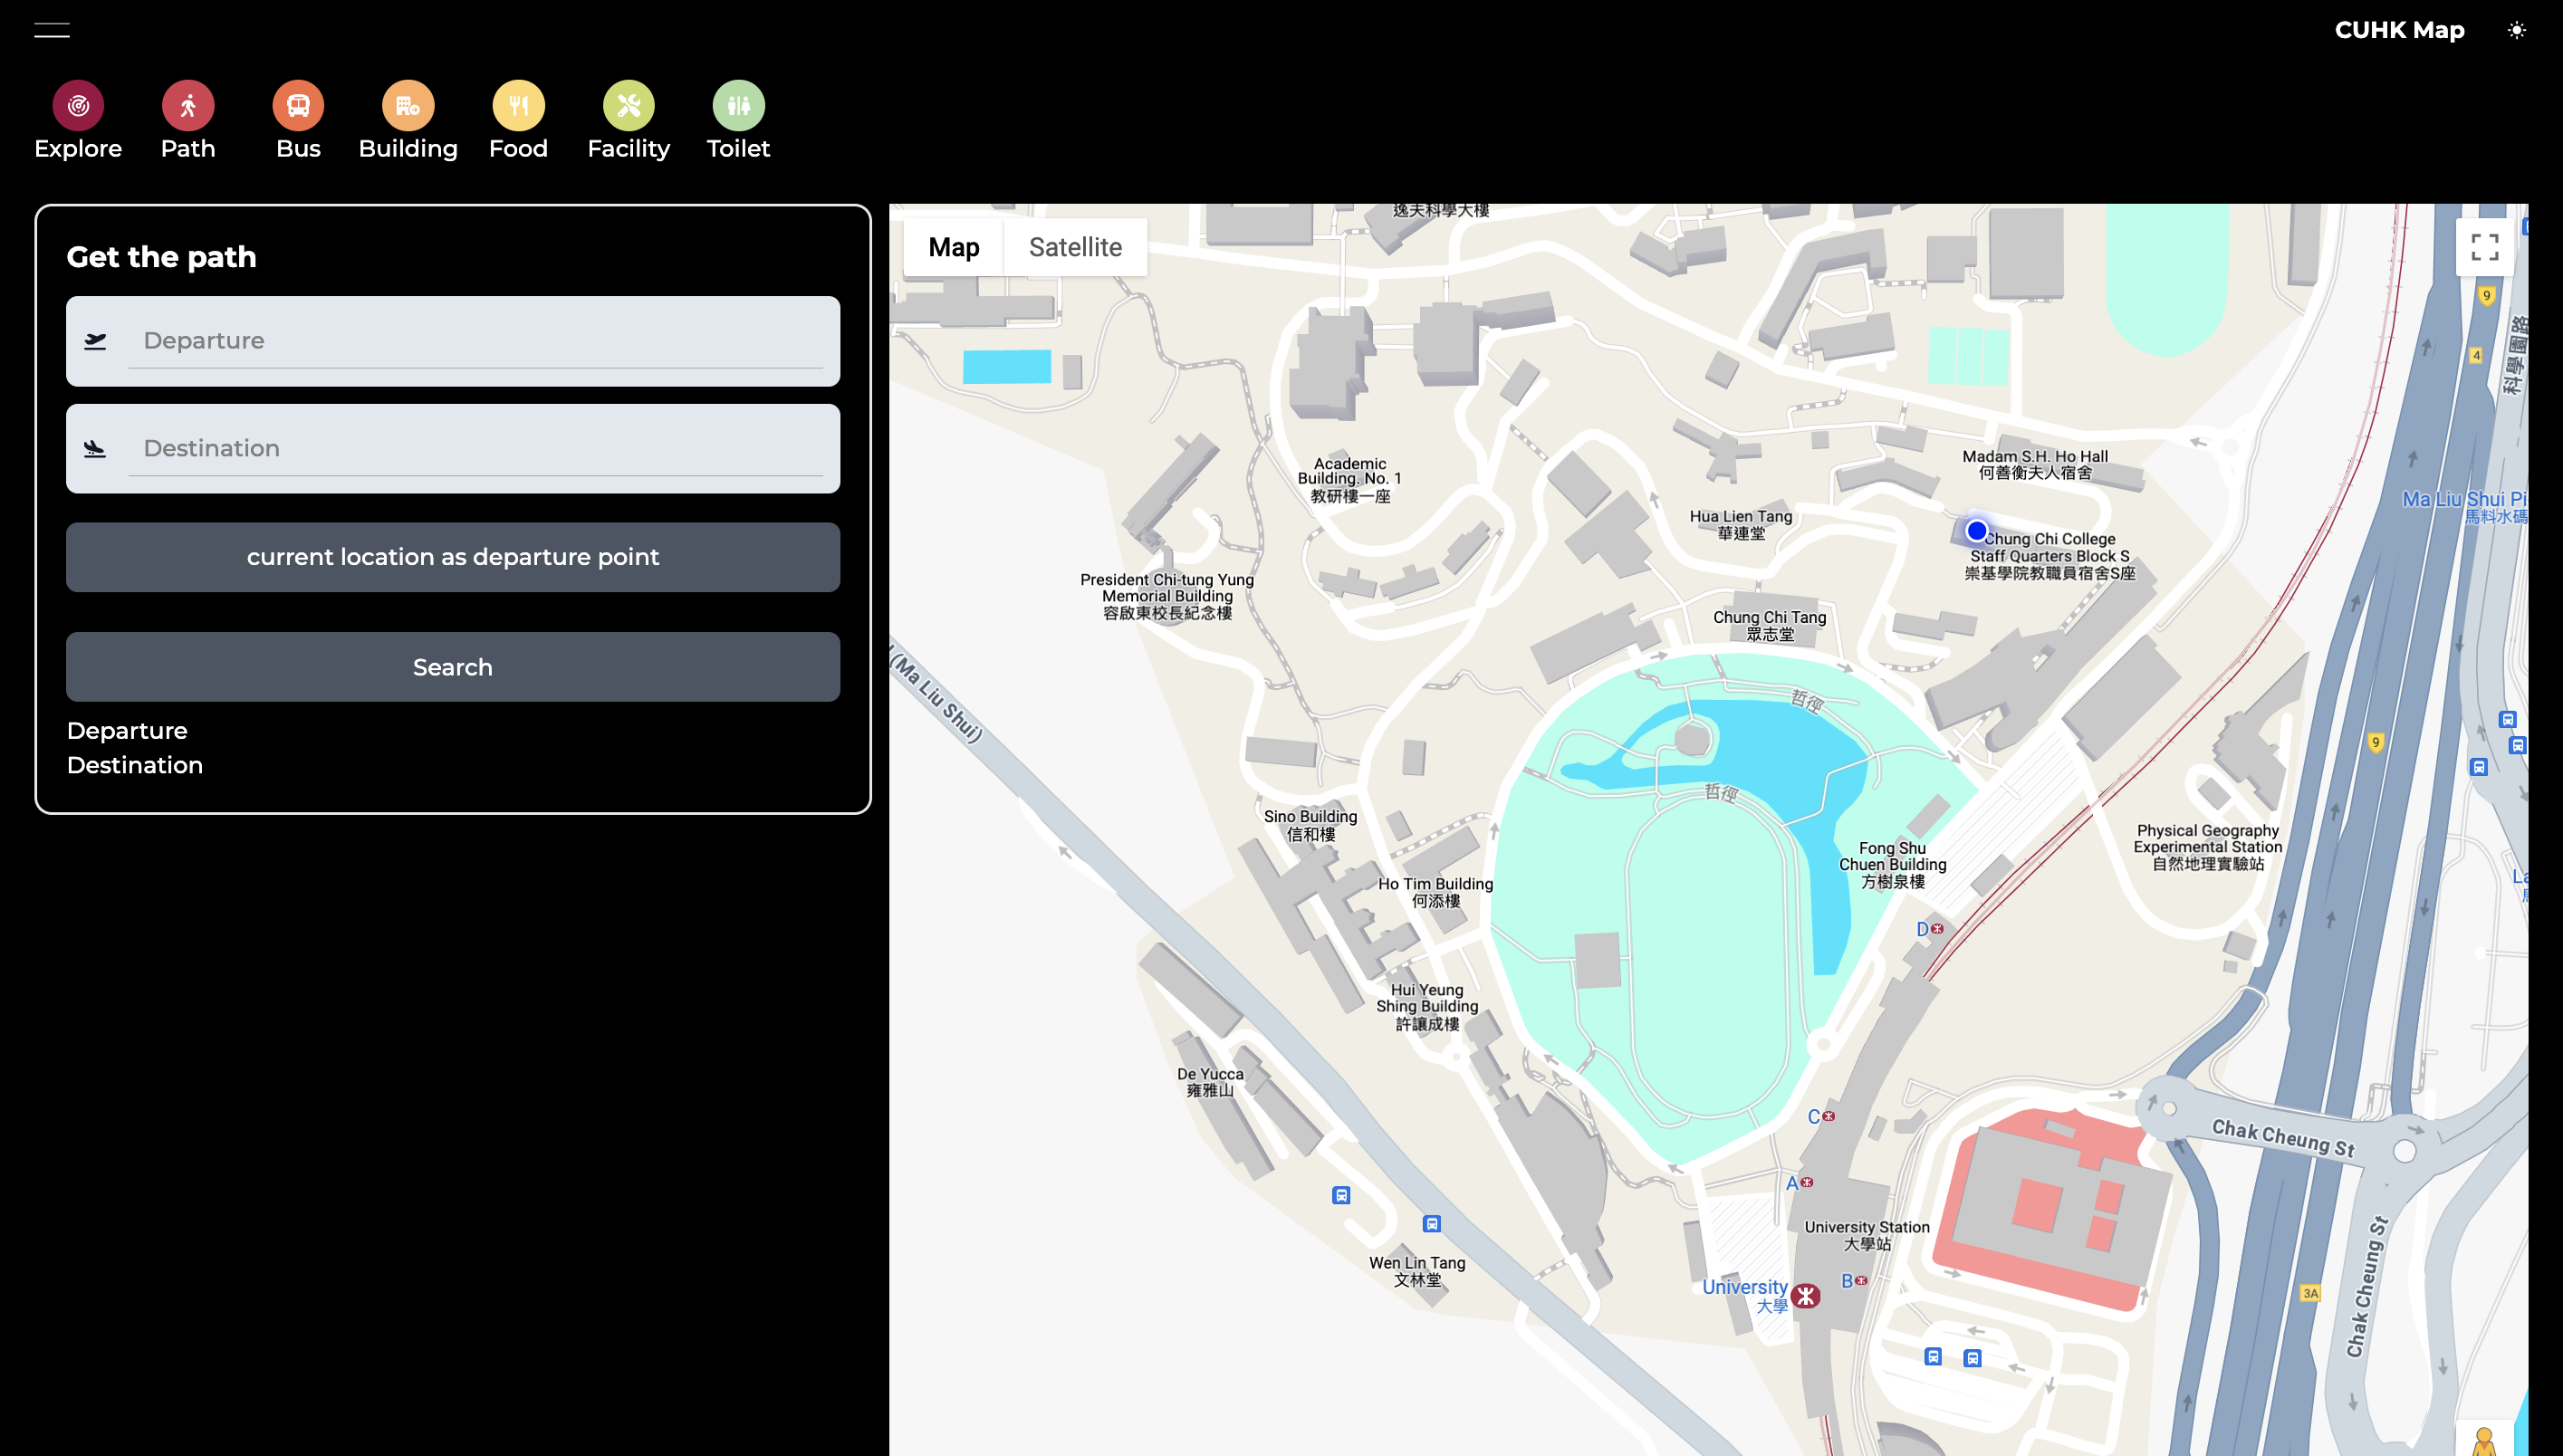 CUHK Map
Explore
Path
Bus
Building
Food
Facility
Toilet
Get the path
Departure
Destination
current location as departure point
Search
Departure
Destination
Map
Satellite
逸夫科學大樓
9
4
科學園路
Academic
Building. No. 1
教研樓一座
Madam S.H. Ho Hall
何善衡夫人宿舍
Ma Liu Shui Pi
馬料水碼
Hua Lien Tang
華連堂
Chung Chi College
Staff Quarters Block S
崇基學院教職員宿舍S座
President Chi-tung Yung
Memorial Building
容啟東校長紀念樓
Chung Chi Tang
眾志堂
(Ma Liu Shui)
哲徑
哲徑
9
Sino Building
信和樓
Physical Geography
Experimental Station
自然地理實驗站
Fong Shu
Chuen Building
方樹泉樓
Ho Tim Building
何添樓
D
Hui Yeung
Shing Building
許讓成樓
De Yucca
雍雅山
C
Chak Cheung St
A
University Station
大學站
Wen Lin Tang
文林堂
University
大學
B
3A
Chak Cheung St